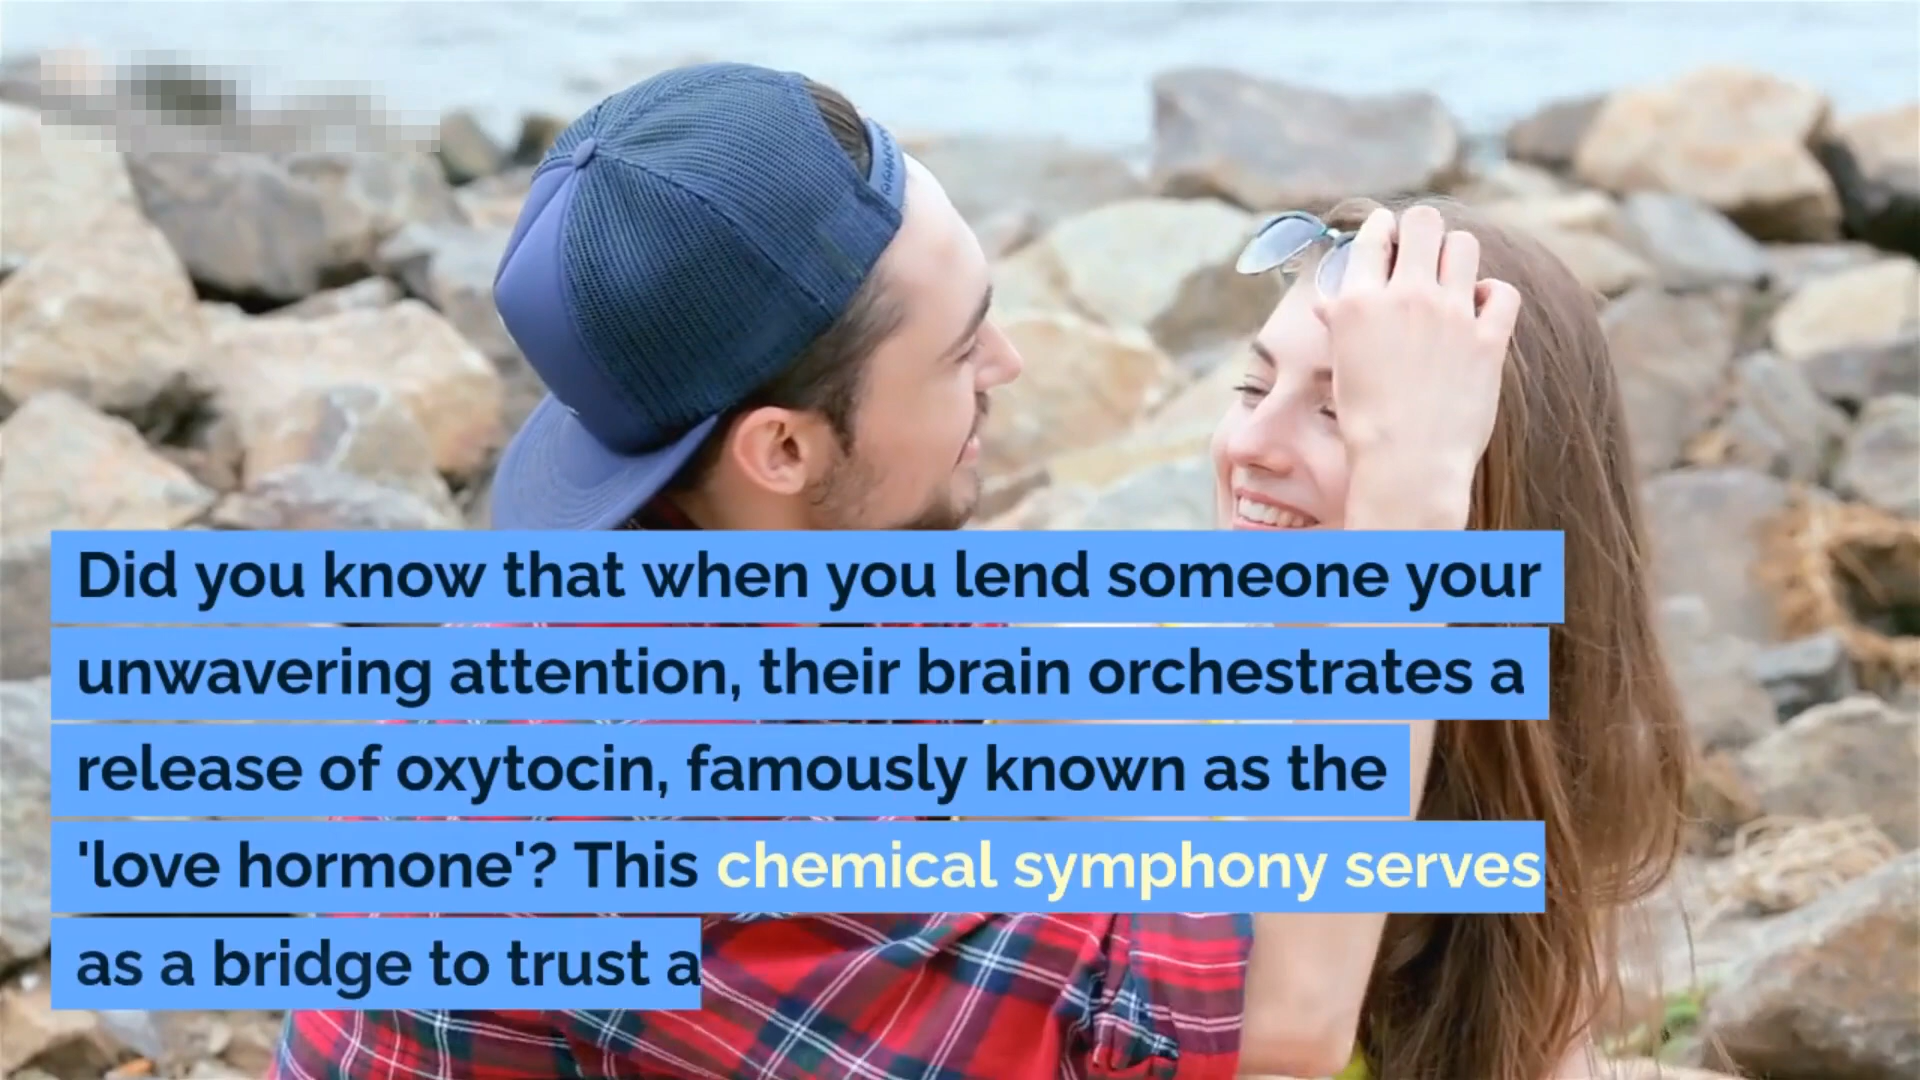 Did you know that when you lend someone your
unwavering attention, their brain orchestrates a
release of oxytocin, famously known as the
'love hormone'? This chemical symphony serves
as a bridge to trust a